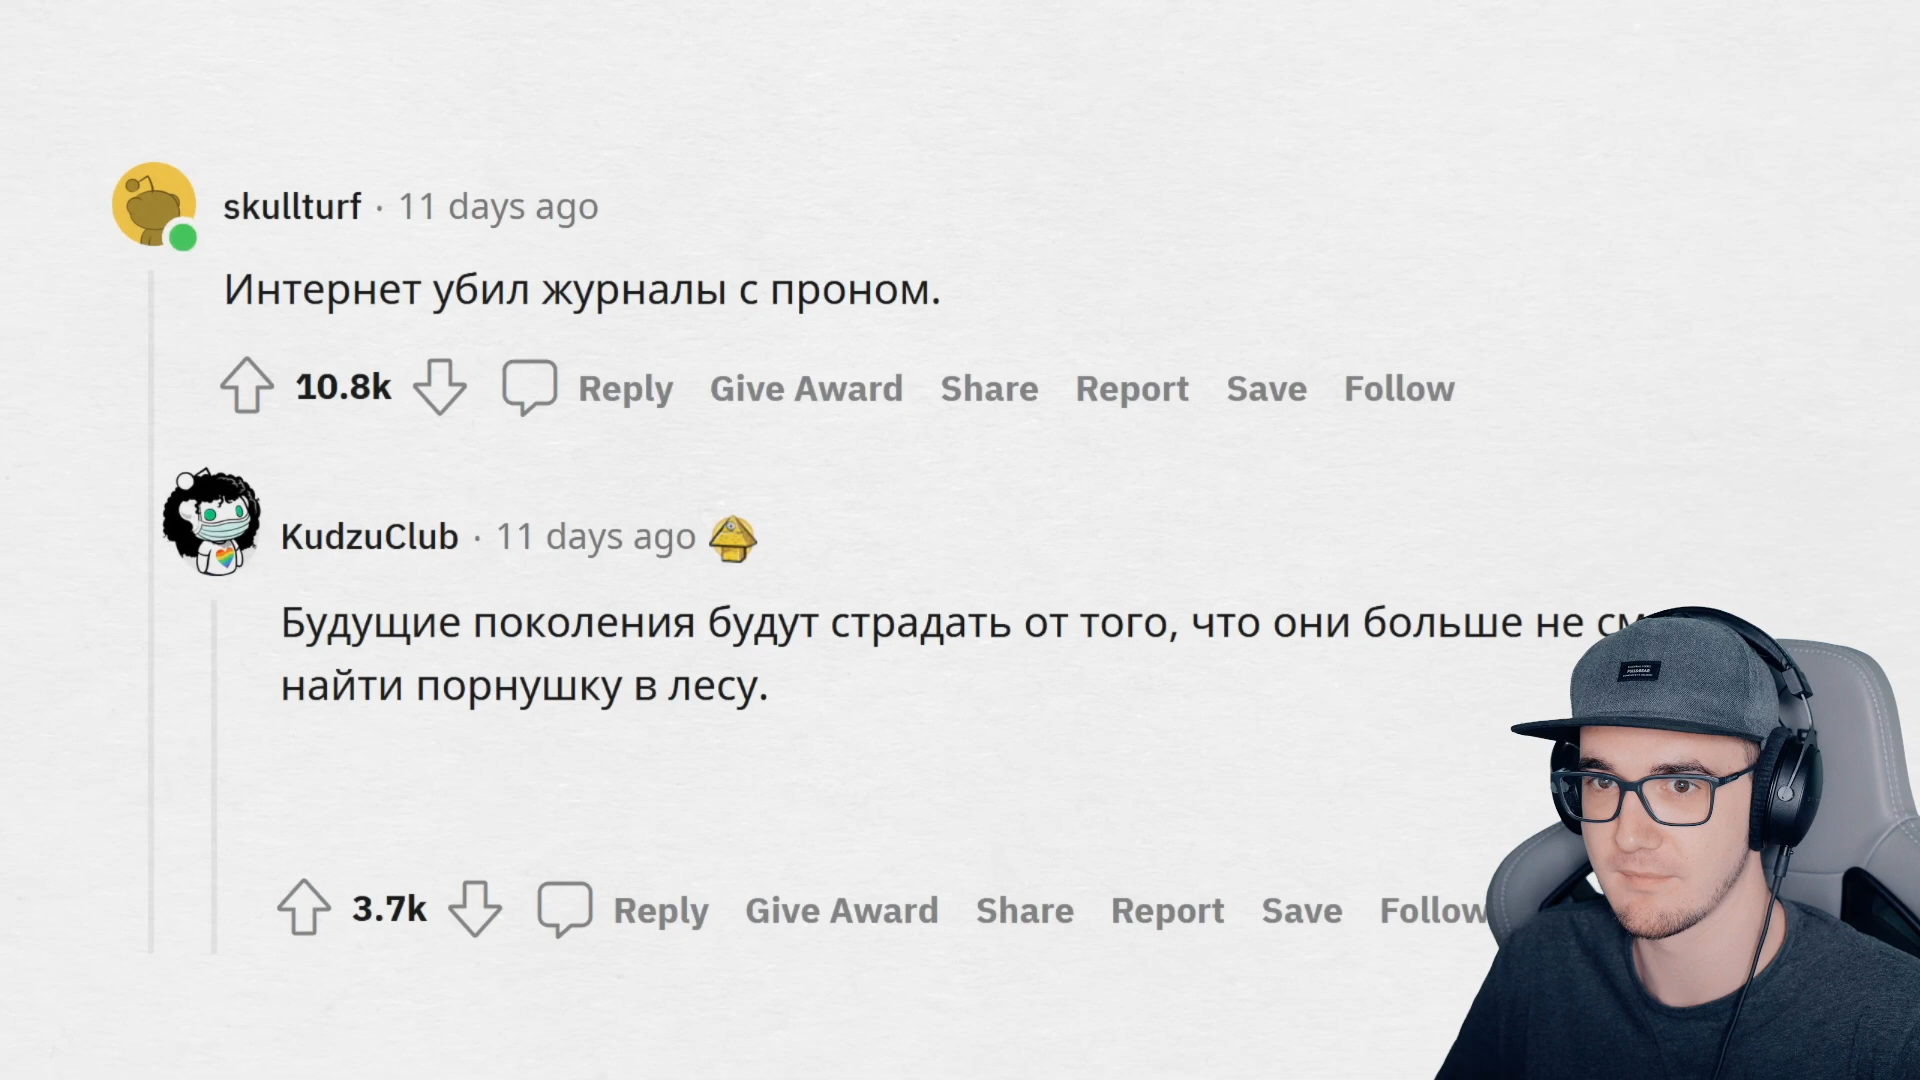 skullturf · 11 days ago
Интернет убил журналы с проном.
10.8k Reply Give Award Share Report Save Follow
KudzuClub · 11 days ago
Будущие поколения будут страдать от того, что они больше не
найти порнушку в лесу.
3.7k Reply Give Award Share Report Save Follow